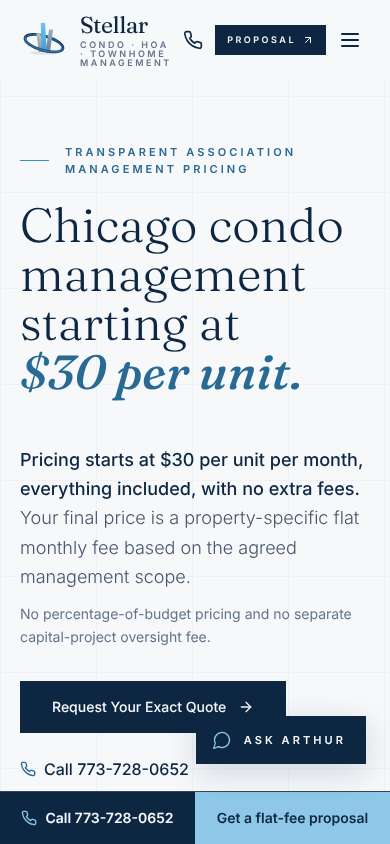 Stellar
CONDO · HOA
· TOWNHOME
MANAGEMENT
PROPOSAL
TRANSPARENT ASSOCIATION
MANAGEMENT PRICING
Chicago condo
management
starting at
$30 per unit.
Pricing starts at $30 per unit per month,
everything included, with no extra fees.
Your final price is a property-specific flat
monthly fee based on the agreed
management scope.
No percentage-of-budget pricing and no separate
capital-project oversight fee.
Request Your Exact Quote
ASK ARTHUR
Call 773-728-0652
Call 773-728-0652
Get a flat-fee proposal